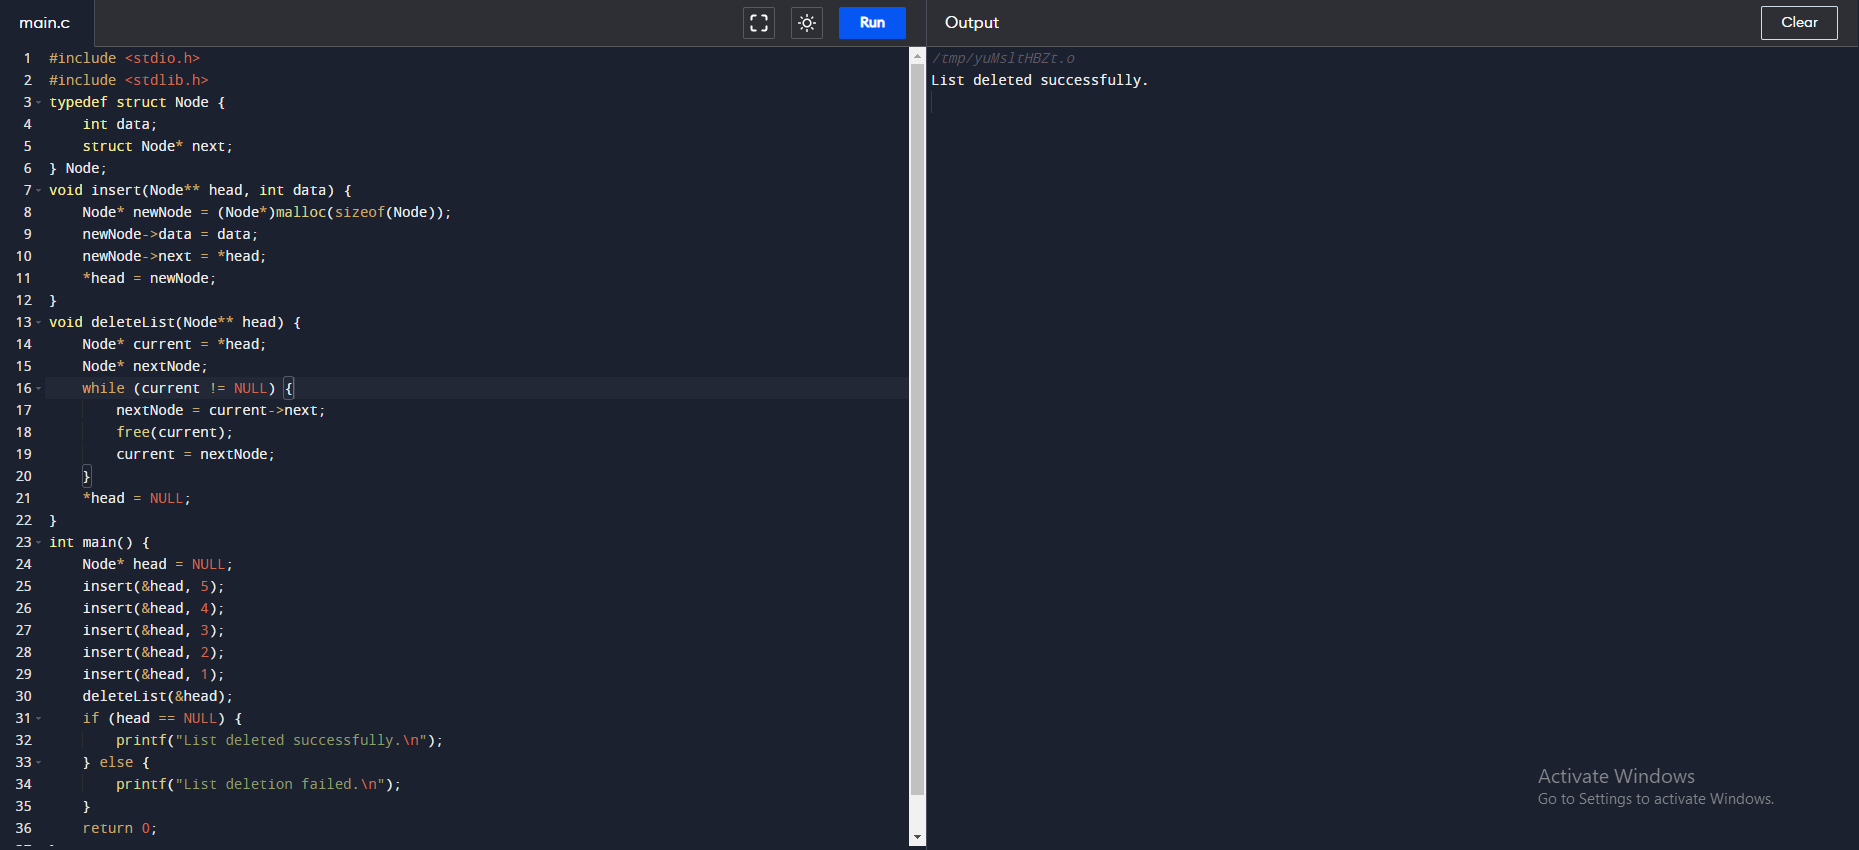 main.c
Run
Output
Clear
1 #include <stdio.h>
2 #include <stdlib.h>
3 typedef struct Node {
4     int data;
5     struct Node* next;
6 } Node;
7 void insert(Node** head, int data) {
8     Node* newNode = (Node*)malloc(sizeof(Node));
9     newNode->data = data;
10     newNode->next = *head;
11     *head = newNode;
12 }
13 void deleteList(Node** head) {
14     Node* current = *head;
15     Node* nextNode;
16     while (current != NULL) {
17         nextNode = current->next;
18         free(current);
19         current = nextNode;
20     }
21     *head = NULL;
22 }
23 int main() {
24     Node* head = NULL;
25     insert(&head, 5);
26     insert(&head, 4);
27     insert(&head, 3);
28     insert(&head, 2);
29     insert(&head, 1);
30     deleteList(&head);
31     if (head == NULL) {
32         printf("List deleted successfully.\n");
33     } else {
34         printf("List deletion failed.\n");
35     }
36     return 0;
/tmp/yuMsltHBZt.o
List deleted successfully.
Activate Windows
Go to Settings to activate Windows.